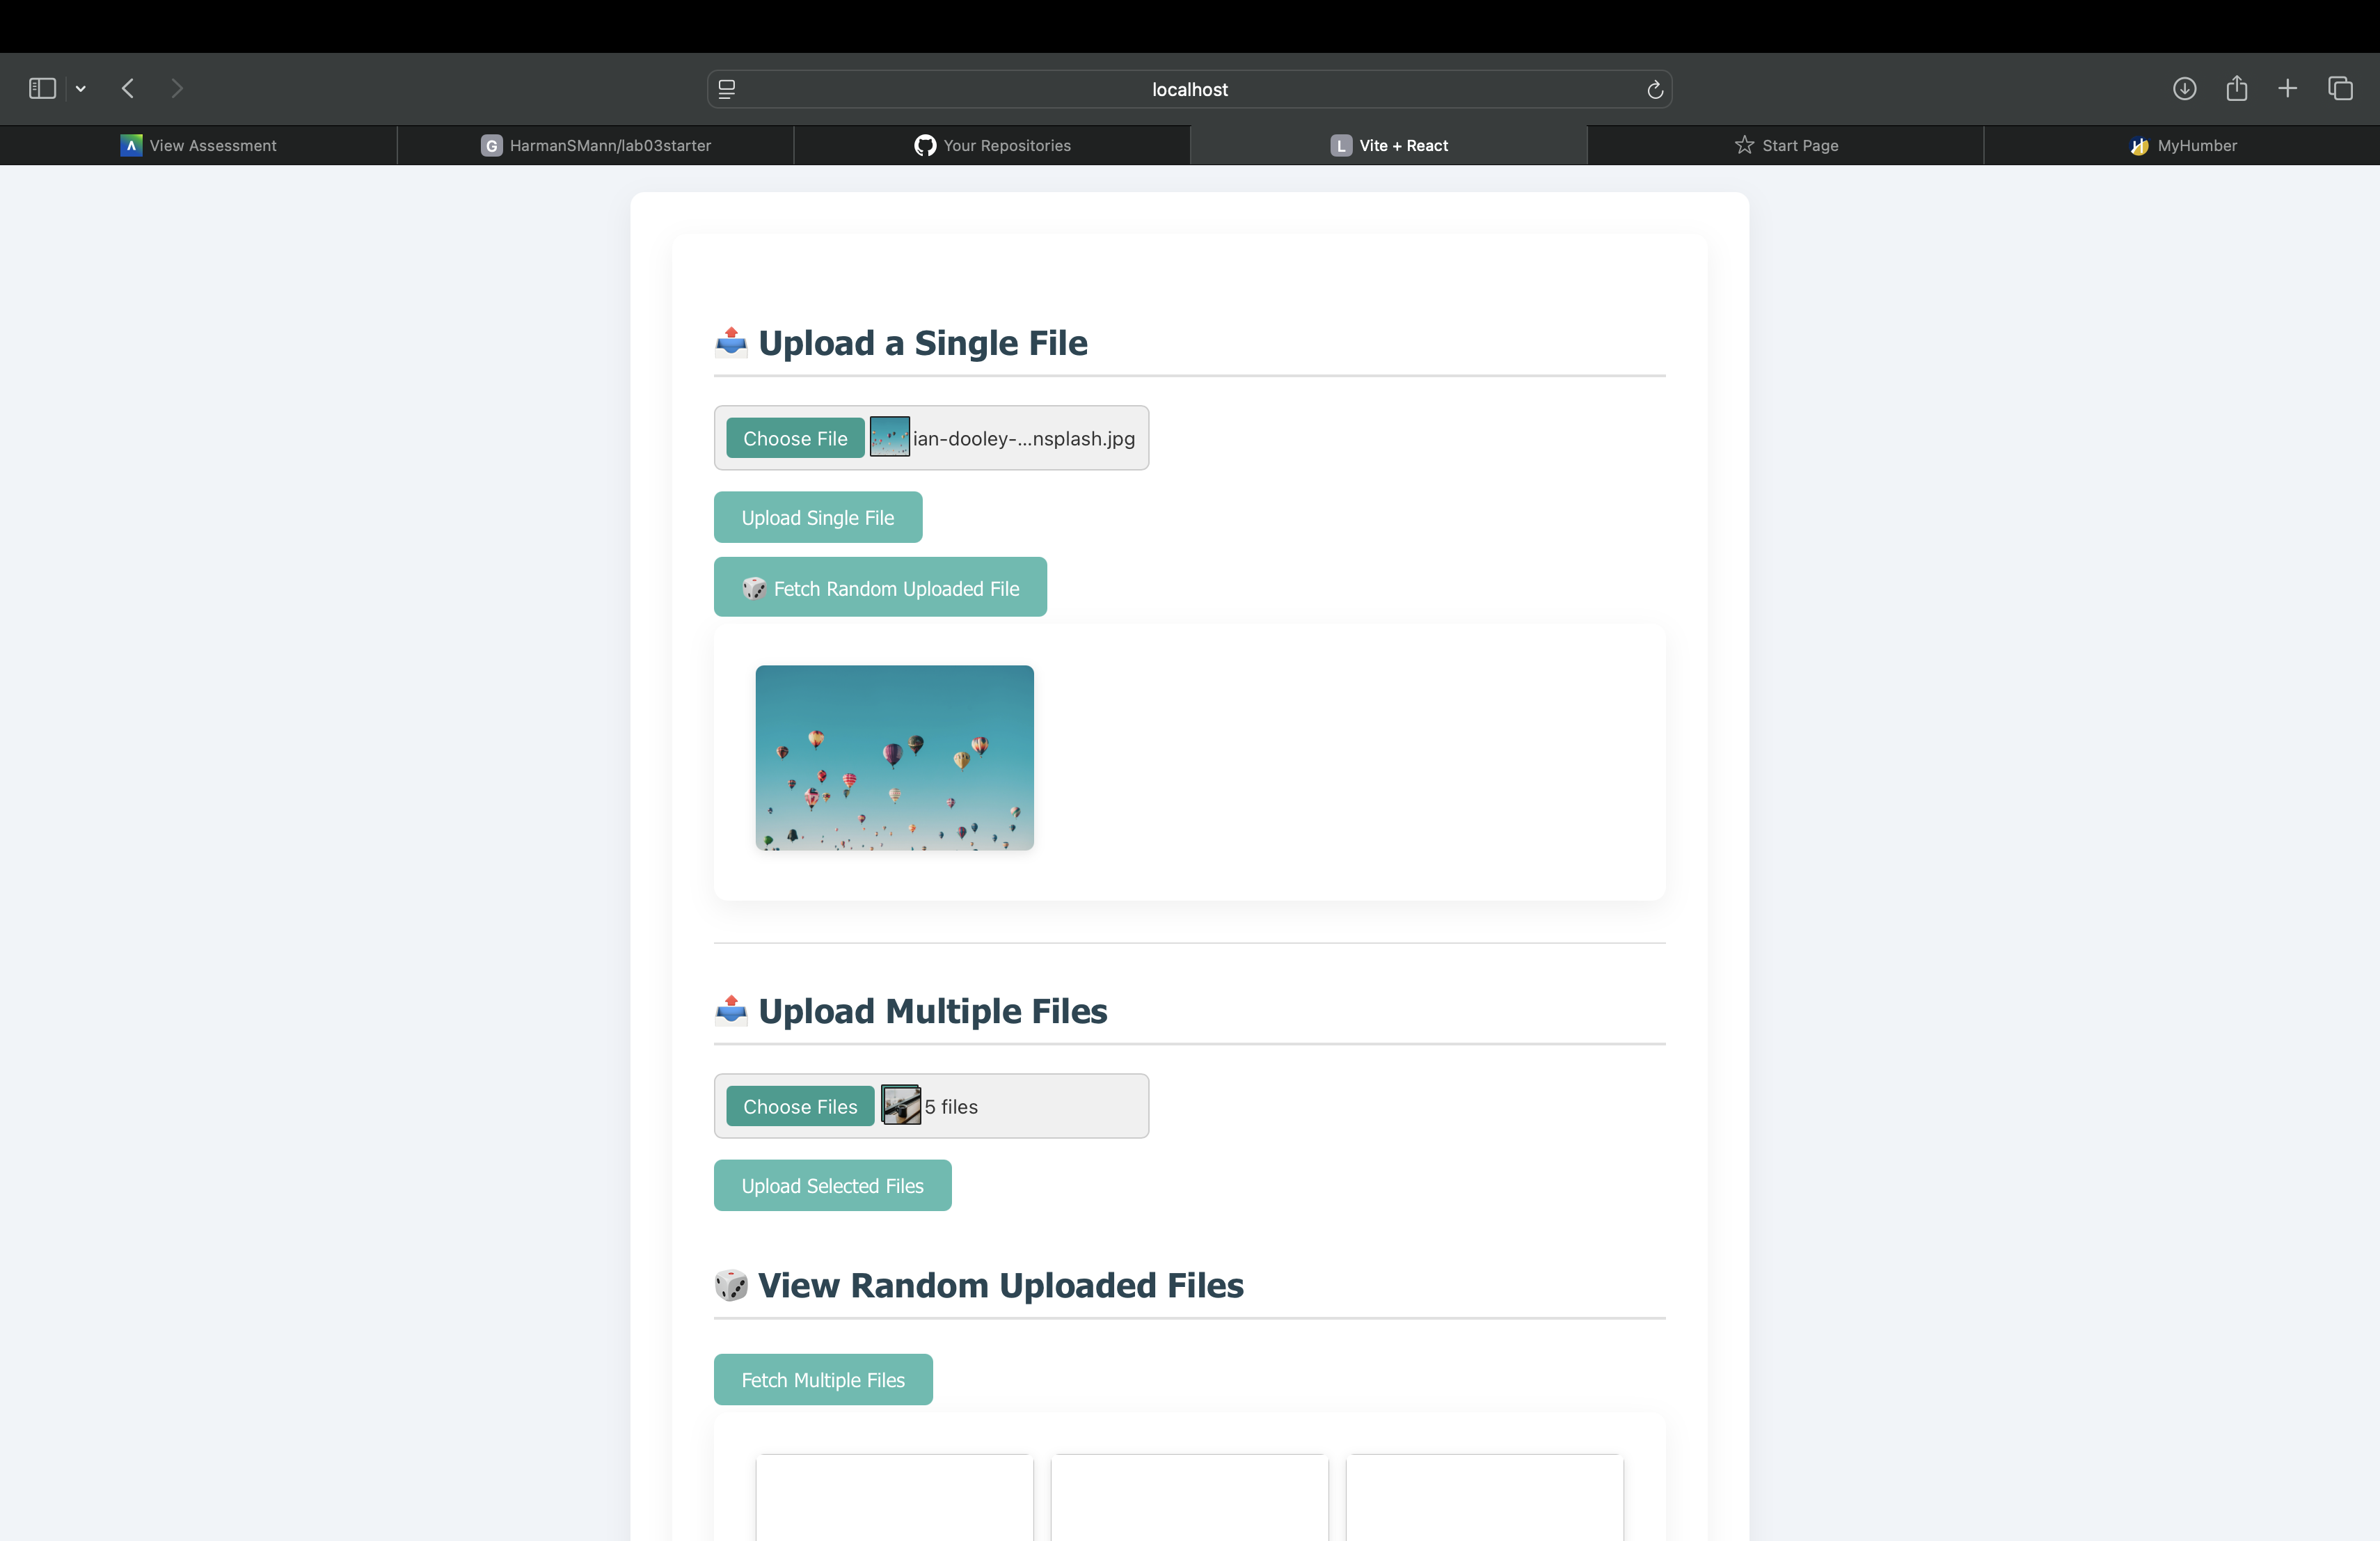 localhost
View Assessment
G HarmanSMann/lab03starter
Your Repositories
L Vite + React
Start Page
MyHumber
Upload a Single File
Choose File ian-dooley-...nsplash.jpg
Upload Single File
Fetch Random Uploaded File
Upload Multiple Files
Choose Files 5 files
Upload Selected Files
View Random Uploaded Files
Fetch Multiple Files